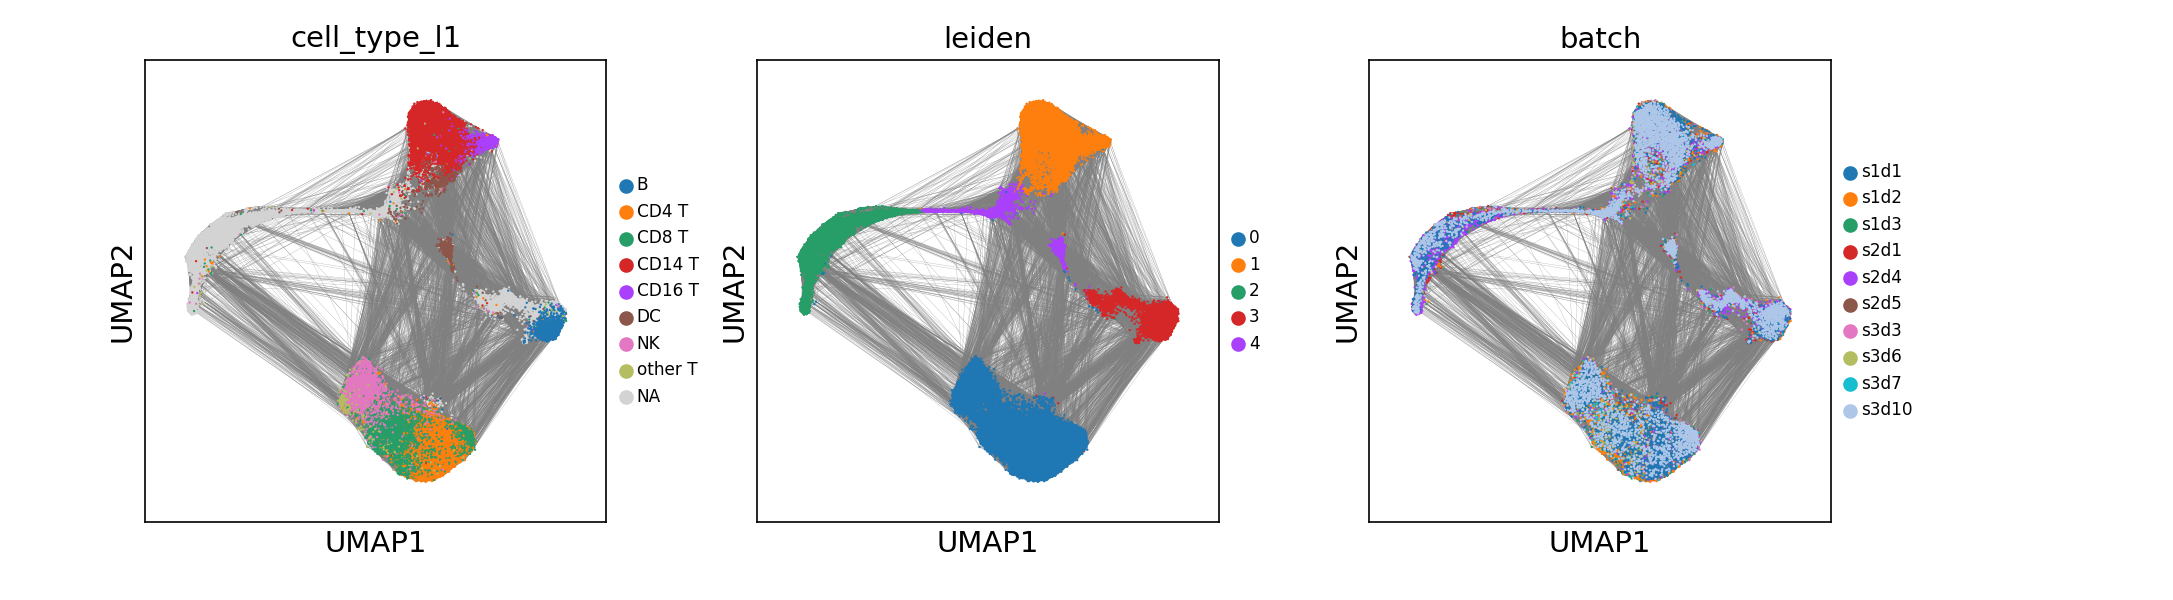 cell_type_l1
UMAP2
UMAP1
B
CD4 T
CD8 T
CD14 T
CD16 T
DC
NK
other T
NA
leiden
UMAP2
UMAP1
0
1
2
3
4
batch
UMAP2
UMAP1
s1d1
s1d2
s1d3
s2d1
s2d4
s2d5
s3d3
s3d6
s3d7
s3d10